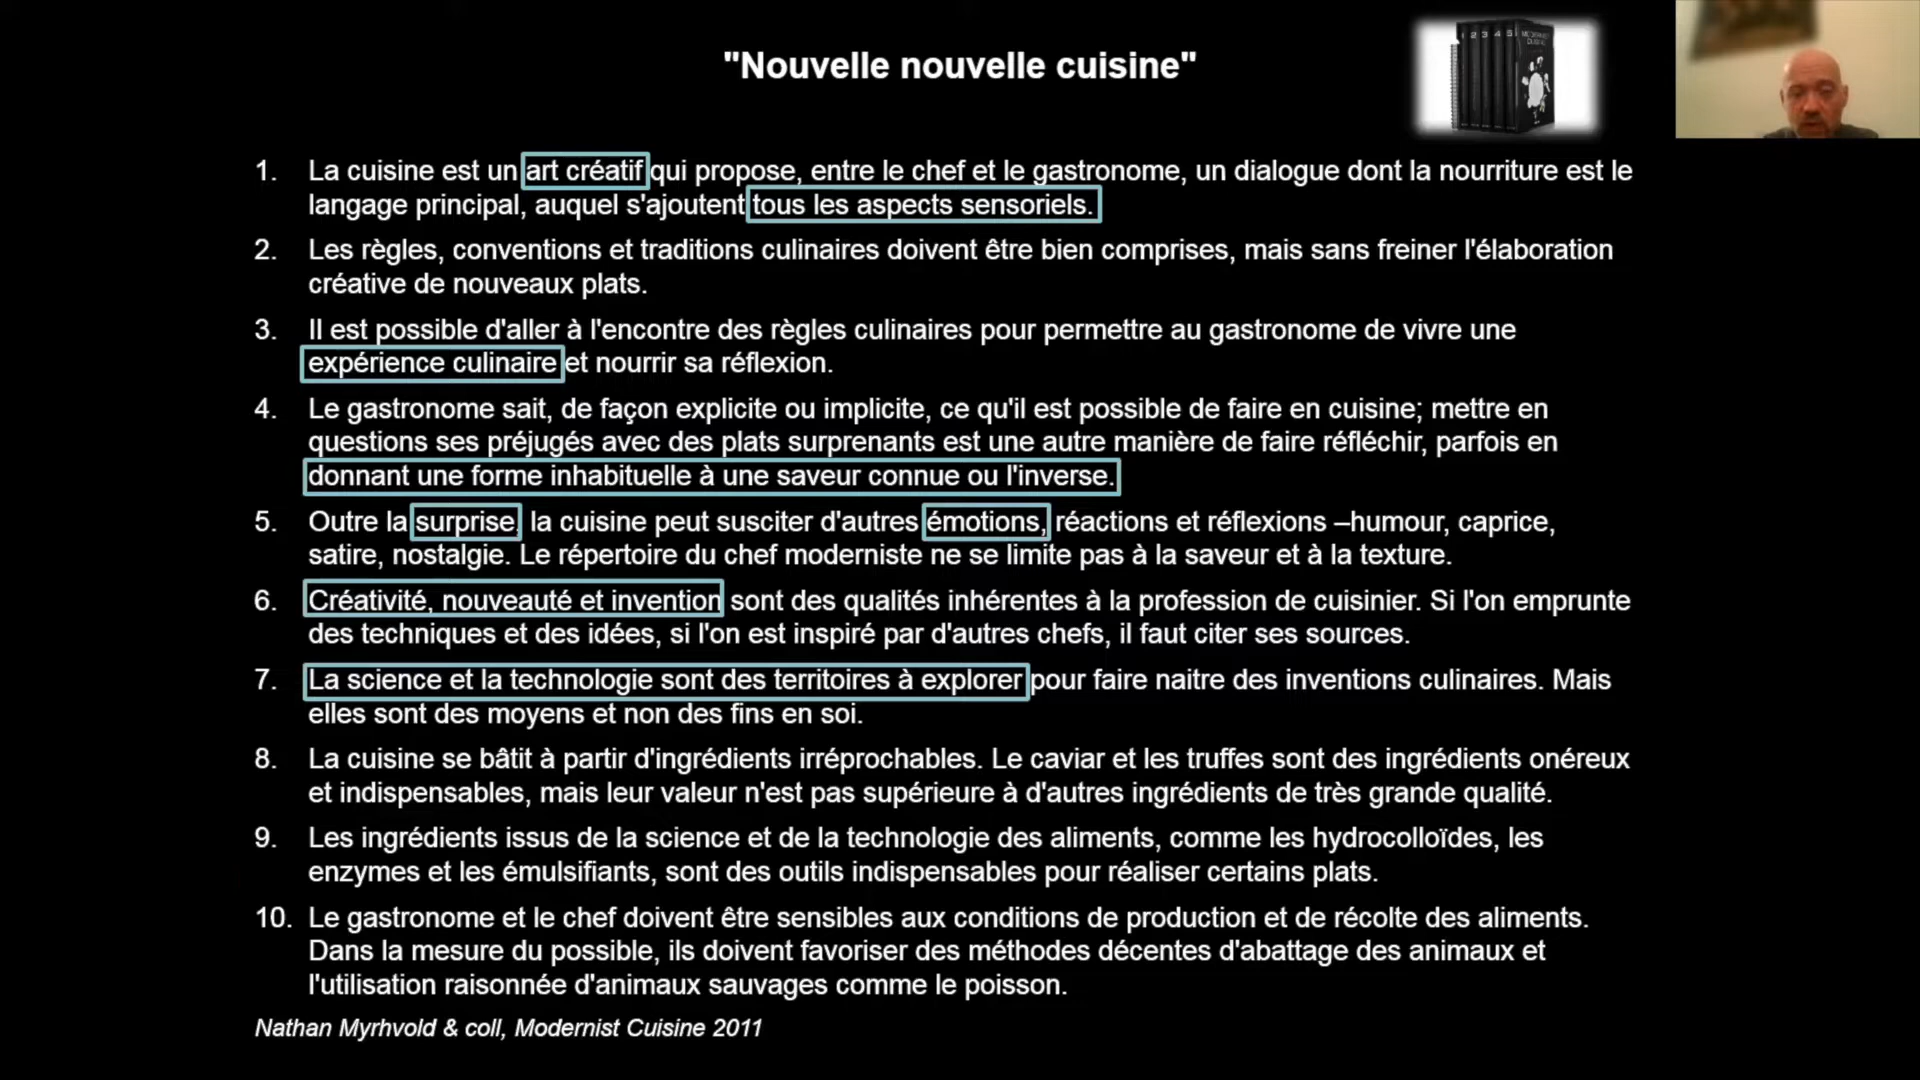 "Nouvelle nouvelle cuisine"
1 2 3 4 5
1. La cuisine est un art créatif qui propose, entre le chef et le gastronome, un dialogue dont la nourriture est le
langage principal, auquel s'ajoutent tous les aspects sensoriels.
2. Les règles, conventions et traditions culinaires doivent être bien comprises, mais sans freiner l'élaboration
créative de nouveaux plats.
3. Il est possible d'aller à l'encontre des règles culinaires pour permettre au gastronome de vivre une
expérience culinaire et nourrir sa réflexion.
4. Le gastronome sait, de façon explicite ou implicite, ce qu'il est possible de faire en cuisine; mettre en
questions ses préjugés avec des plats surprenants est une autre manière de faire réfléchir, parfois en
donnant une forme inhabituelle à une saveur connue ou l'inverse.
5. Outre la surprise, la cuisine peut susciter d'autres émotions, réactions et réflexions –humour, caprice,
satire, nostalgie. Le répertoire du chef moderniste ne se limite pas à la saveur et à la texture.
6. Créativité, nouveauté et invention sont des qualités inhérentes à la profession de cuisinier. Si l'on emprunte
des techniques et des idées, si l'on est inspiré par d'autres chefs, il faut citer ses sources.
7. La science et la technologie sont des territoires à explorer pour faire naitre des inventions culinaires. Mais
elles sont des moyens et non des fins en soi.
8. La cuisine se bâtit à partir d'ingrédients irréprochables. Le caviar et les truffes sont des ingrédients onéreux
et indispensables, mais leur valeur n'est pas supérieure à d'autres ingrédients de très grande qualité.
9. Les ingrédients issus de la science et de la technologie des aliments, comme les hydrocolloïdes, les
enzymes et les émulsifiants, sont des outils indispensables pour réaliser certains plats.
10. Le gastronome et le chef doivent être sensibles aux conditions de production et de récolte des aliments.
Dans la mesure du possible, ils doivent favoriser des méthodes décentes d'abattage des animaux et
l'utilisation raisonnée d'animaux sauvages comme le poisson.
Nathan Myrhvold & coll, Modernist Cuisine 2011